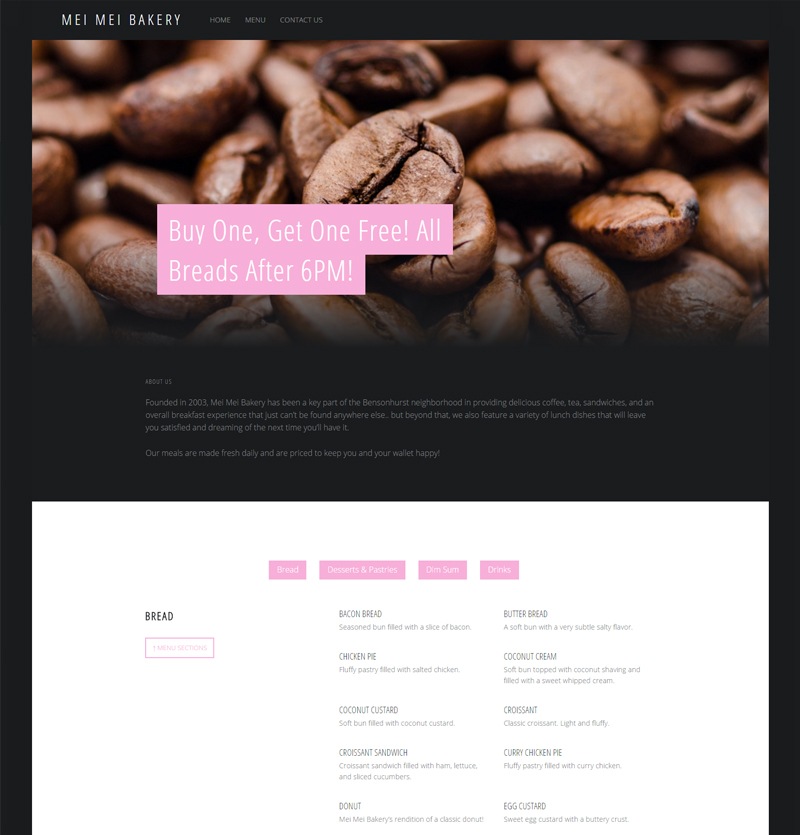 MEI MEI BAKERY
HOME MENU CONTACT US
Buy One, Get One Free! All
Breads After 6PM!
ABOUT US
Founded in 2003, Mei Mei Bakery has been a key part of the Bensonhurst neighborhood in providing delicious coffee, tea, sandwiches, and an
overall breakfast experience that just can't be found anywhere else.. but beyond that, we also feature a variety of lunch dishes that will leave
you satisfied and dreaming of the next time you'll have it.
Our meals are made fresh daily and are priced to keep you and your wallet happy!
Bread Desserts & Pastries Dim Sum Drinks
BREAD
↑ MENU SECTIONS
BACON BREAD
Seasoned bun filled with a slice of bacon.
BUTTER BREAD
A soft bun with a very subtle salty flavor.
CHICKEN PIE
Fluffy pastry filled with salted chicken.
COCONUT CREAM
Soft bun topped with coconut shaving and
filled with a sweet whipped cream.
COCONUT CUSTARD
Soft bun filled with coconut custard.
CROISSANT
Classic croissant. Light and fluffy.
CROISSANT SANDWICH
Croissant sandwich filled with ham, lettuce,
and sliced cucumbers.
CURRY CHICKEN PIE
Fluffy pastry filled with curry chicken.
DONUT
Mei Mei Bakery's rendition of a classic donut!
EGG CUSTARD
Sweet egg custard with a buttery crust.